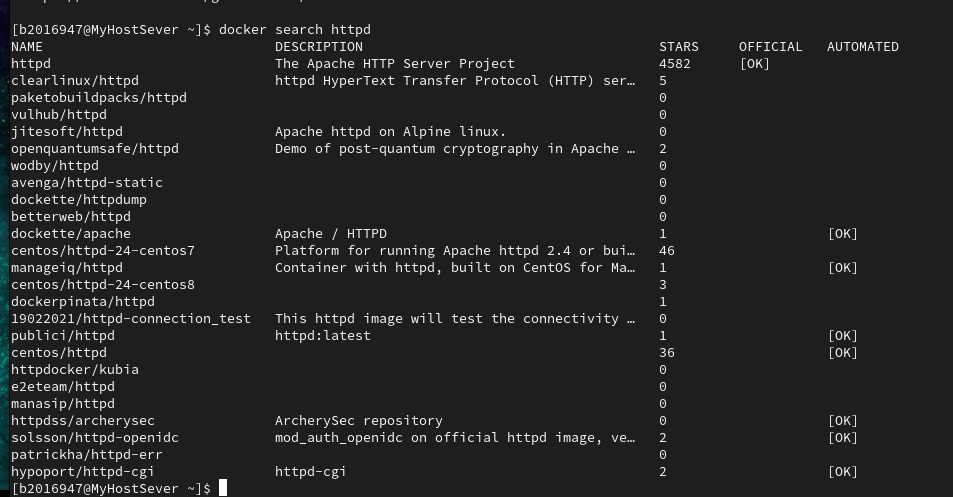 [b2016947@MyHostSever ~]$ docker search httpd
NAME DESCRIPTION STARS OFFICIAL AUTOMATED
httpd The Apache HTTP Server Project 4582 [OK]
clearlinux/httpd httpd HyperText Transfer Protocol (HTTP) ser… 5
paketobuildpacks/httpd 0
vulhub/httpd 0
jitesoft/httpd Apache httpd on Alpine linux. 0
openquantumsafe/httpd Demo of post-quantum cryptography in Apache … 2
wodby/httpd 0
avenga/httpd-static 0
dockette/httpdump 0
betterweb/httpd 0
dockette/apache Apache / HTTPD 1 [OK]
centos/httpd-24-centos7 Platform for running Apache httpd 2.4 or bui… 46
manageiq/httpd Container with httpd, built on CentOS for Ma… 1 [OK]
centos/httpd-24-centos8 3
dockerpinata/httpd 1
19022021/httpd-connection_test This httpd image will test the connectivity … 0
publici/httpd httpd:latest 1 [OK]
centos/httpd 36 [OK]
httpdocker/kubia 0
e2eteam/httpd 0
manasip/httpd 0
httpdss/archerysec ArcherySec repository 0 [OK]
solsson/httpd-openidc mod_auth_openidc on official httpd image, ve… 2 [OK]
patrickha/httpd-err 0
hypoport/httpd-cgi httpd-cgi 2 [OK]
[b2016947@MyHostSever ~]$